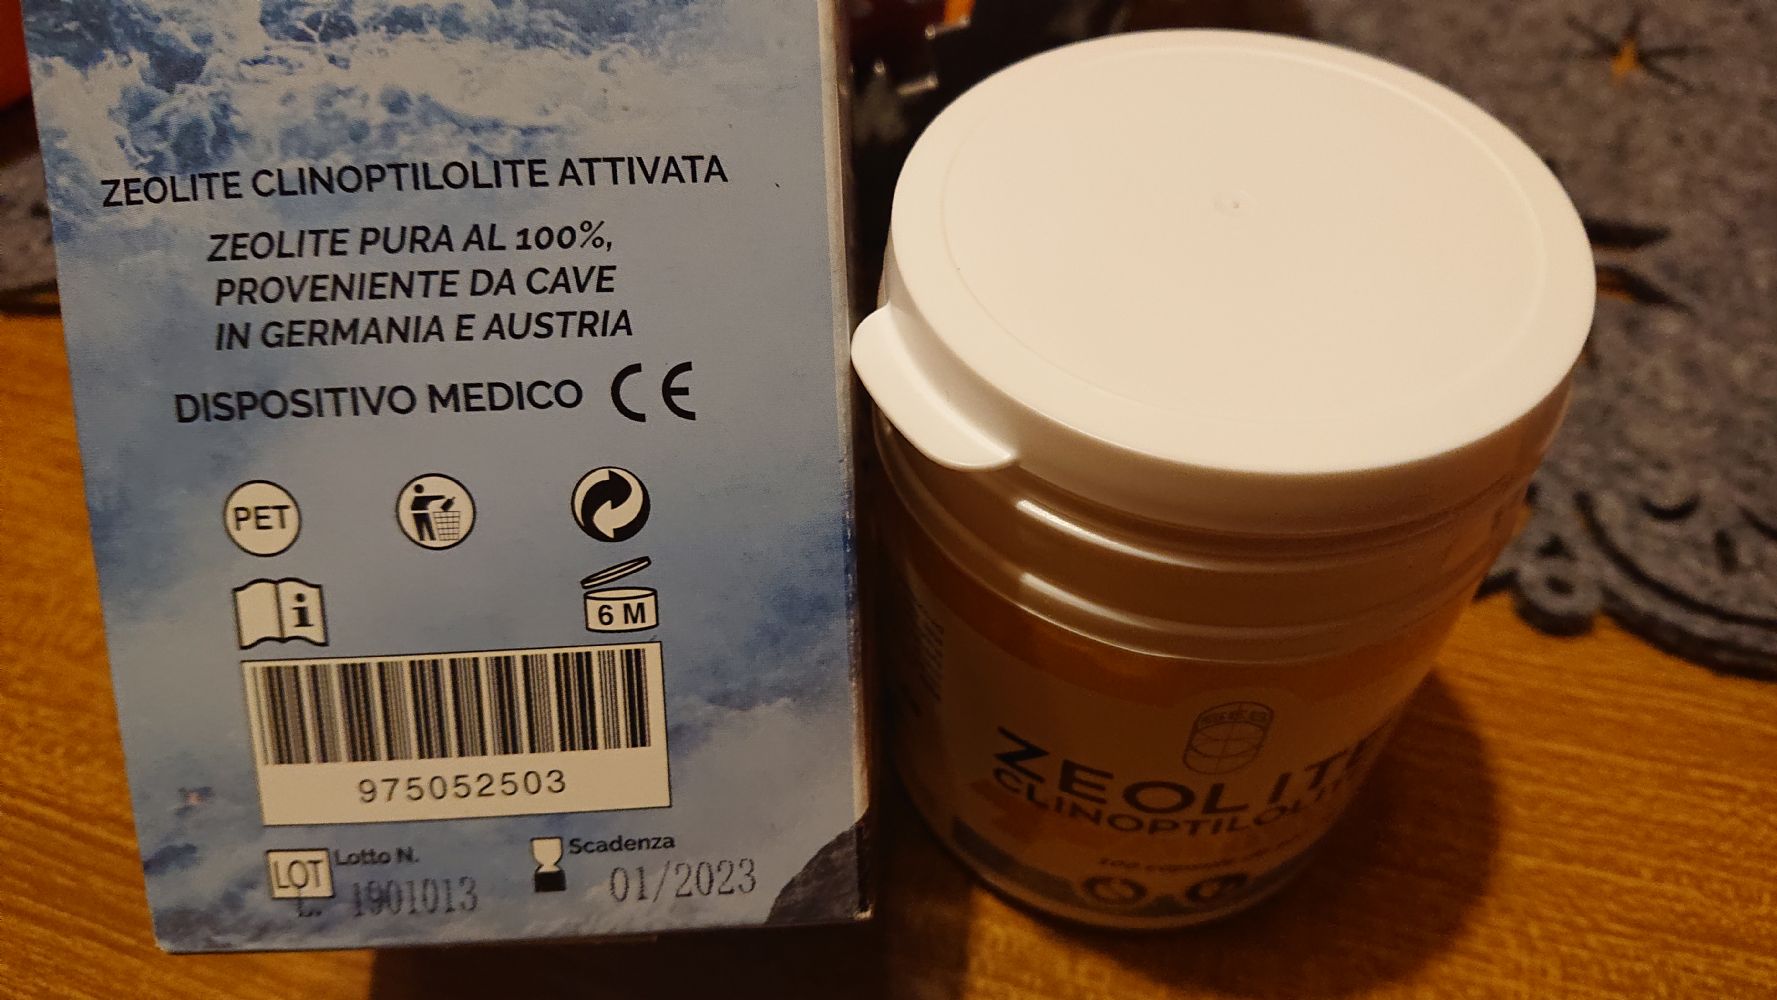 ZEOLITE CLINOPTILOLITE ATTIVATA
ZEOLITE PURA AL 100%,
PROVENIENTE DA CAVE
IN GERMANIA E AUSTRIA
DISPOSITIVO MEDICO CE
PET
i
6 M
975052503
LOT Lotto N.
L. 1901013
Scadenza
01/2023
ZEOLITE
CLINOPTILOLITE